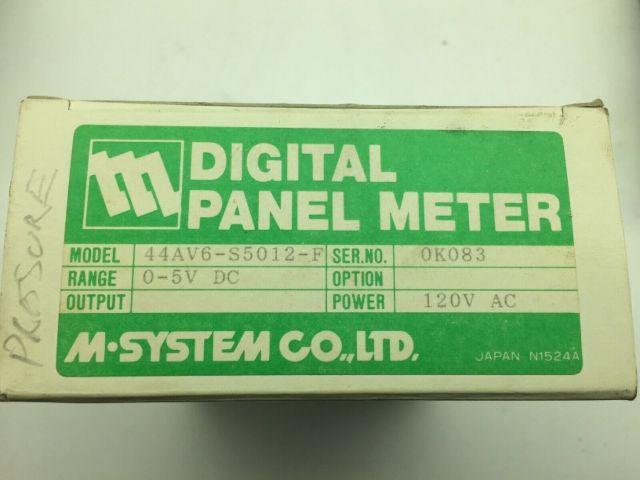 PRESSURE
DIGITAL
PANEL METER
MODEL 44AV6-S5012-F SER.NO. 0K083
RANGE 0-5V DC OPTION
OUTPUT POWER 120V AC
M•SYSTEM CO.,LTD.
JAPAN N1524A